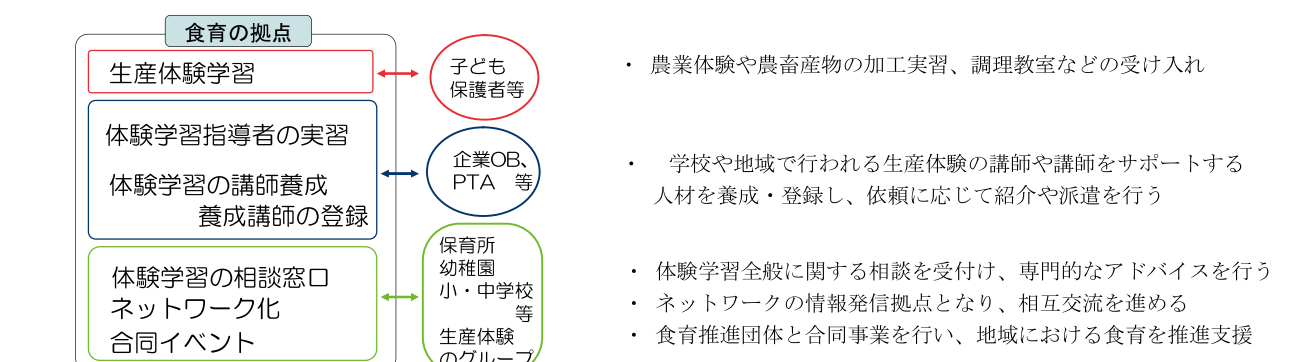 食育の拠点
生産体験学習
子ども
保護者等
・ 農業体験や農畜産物の加工実習、調理教室などの受け入れ
体験学習指導者の実習
体験学習の講師養成
養成講師の登録
企業OB、
PTA 等
・ 学校や地域で行われる生産体験の講師や講師をサポートする
人材を養成・登録し、依頼に応じて紹介や派遣を行う
体験学習の相談窓口
ネットワーク化
合同イベント
保育所
幼稚園
小・中学校
等
生産体験
のグループ
・ 体験学習全般に関する相談を受付け、専門的なアドバイスを行う
・ ネットワークの情報発信拠点となり、相互交流を進める
・ 食育推進団体と合同事業を行い、地域における食育を推進支援